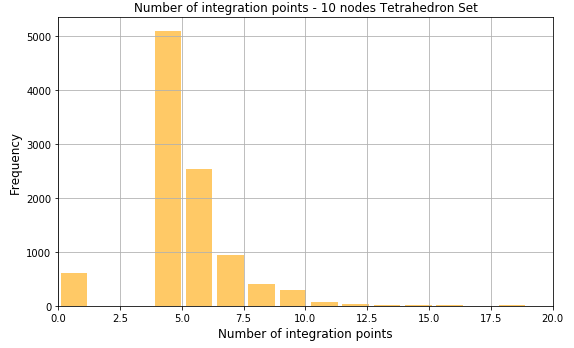 Number of integration points - 10 nodes Tetrahedron Set
Frequency
5000
4000
3000
2000
1000
0
0.0 2.5 5.0 7.5 10.0 12.5 15.0 17.5 20.0
Number of integration points